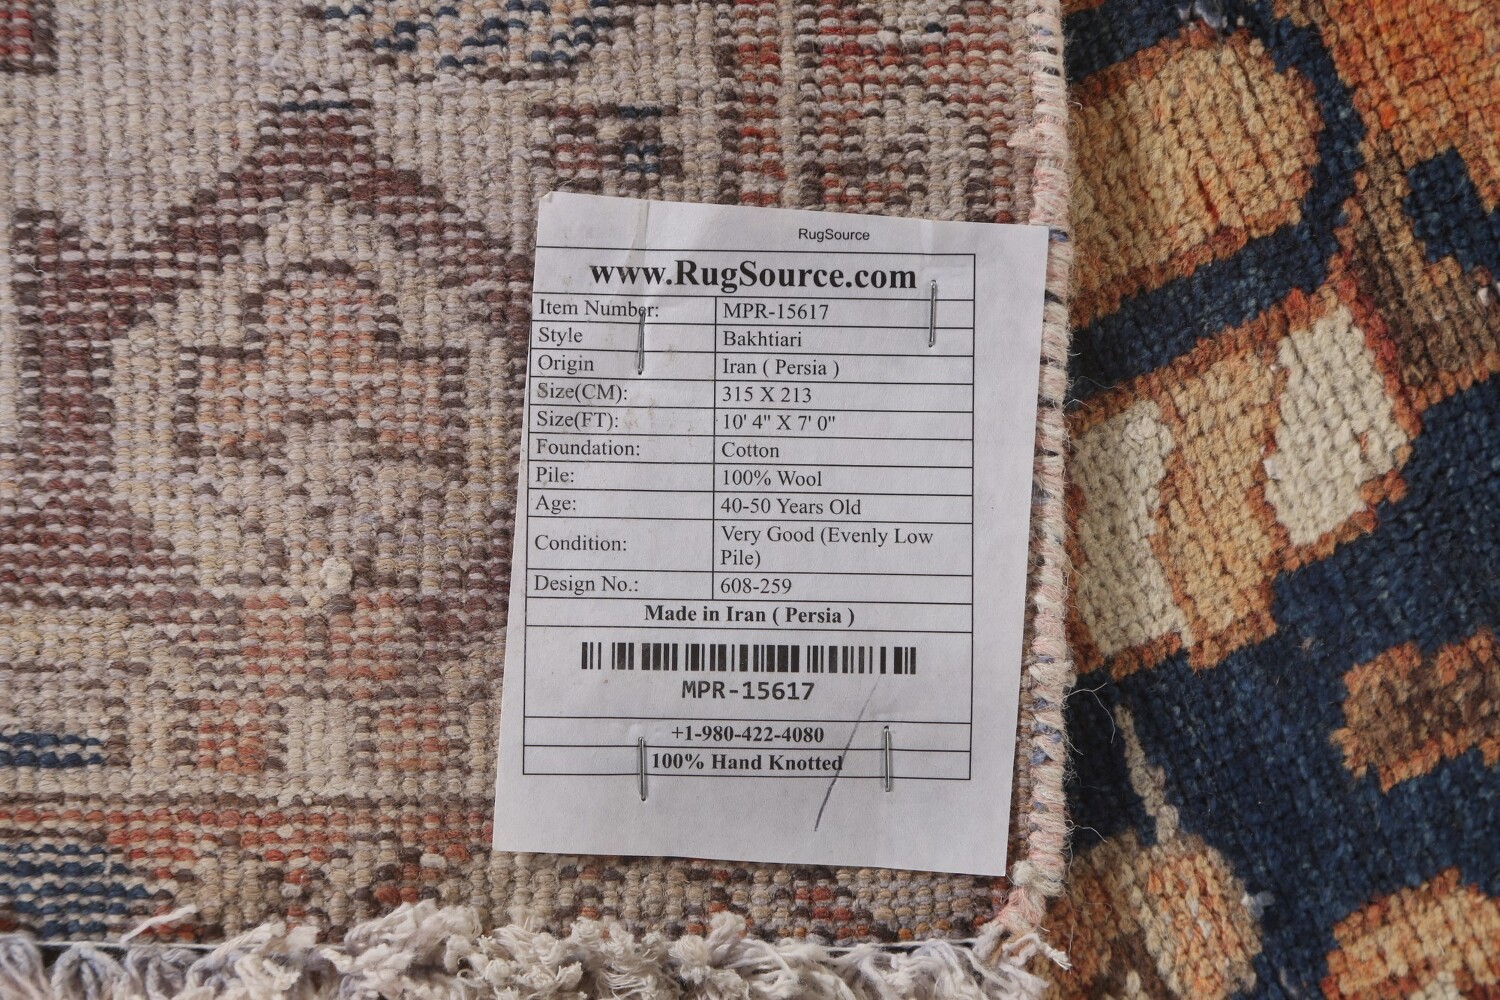 RugSource
www.RugSource.com
Item Number: MPR-15617
Style Bakhtiari
Origin Iran ( Persia )
Size(CM): 315 X 213
Size(FT): 10' 4" X 7' 0"
Foundation: Cotton
Pile: 100% Wool
Age: 40-50 Years Old
Condition: Very Good (Evenly Low
Pile)
Design No.: 608-259
Made in Iran ( Persia )
MPR-15617
+1-980-422-4080
100% Hand Knotted